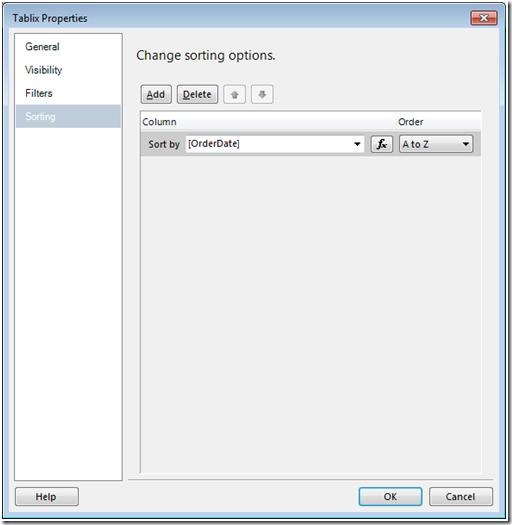 Tablix Properties
General
Visibility
Filters
Sorting
Change sorting options.
Add Delete
Column Order
Sort by [OrderDate] fx A to Z
Help OK Cancel